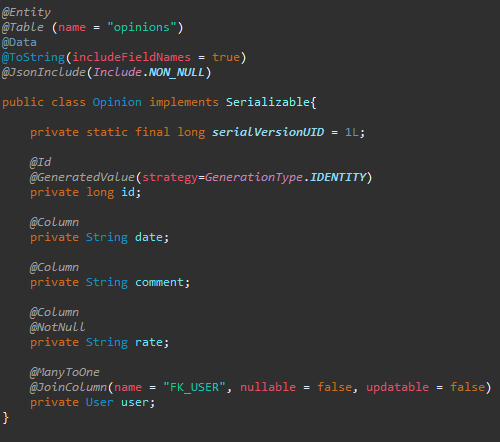 @Entity
@Table (name = "opinions")
@Data
@ToString(includeFieldNames = true)
@JsonInclude(Include.NON_NULL)
public class Opinion implements Serializable{
private static final long serialVersionUID = 1L;
@Id
@GeneratedValue(strategy=GenerationType.IDENTITY)
private long id;
@Column
private String date;
@Column
private String comment;
@Column
@NotNull
private String rate;
@ManyToOne
@JoinColumn(name = "FK_USER", nullable = false, updatable = false)
private User user;
}